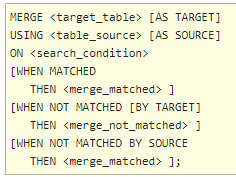 MERGE <target_table> [AS TARGET]
USING <table_source> [AS SOURCE]
ON <search_condition>
[WHEN MATCHED
THEN <merge_matched> ]
[WHEN NOT MATCHED [BY TARGET]
THEN <merge_not_matched> ]
[WHEN NOT MATCHED BY SOURCE
THEN <merge_matched> ];